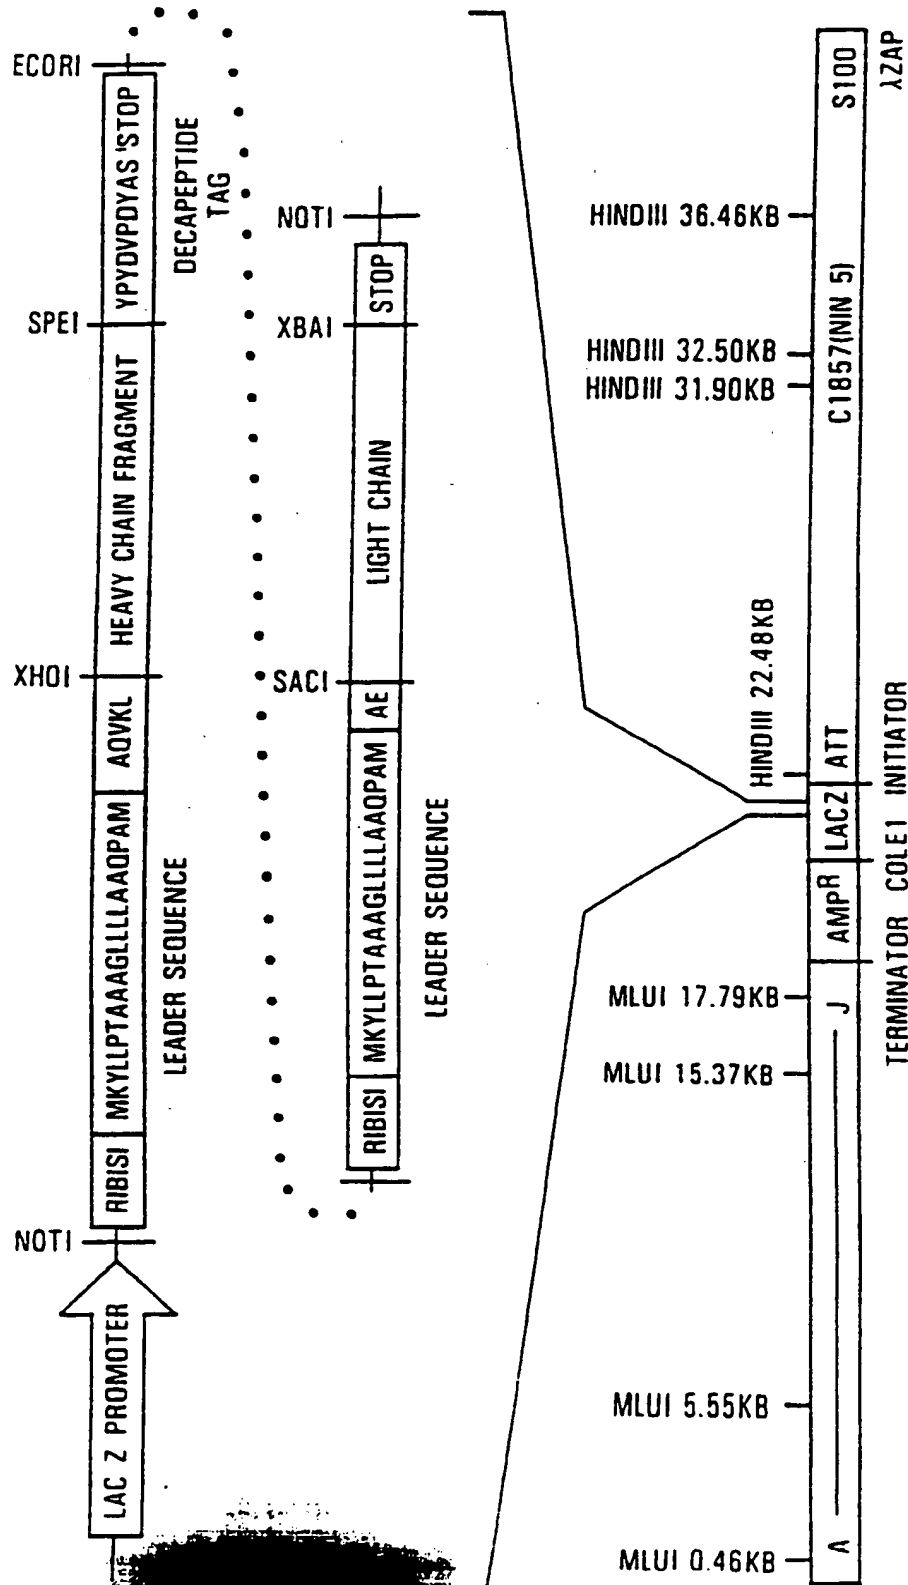 ECORI
YPYDVPDYAS'STOP
DECAPEPTIDE
TAG
SPEI
HEAVY CHAIN FRAGMENT
XHOI
AQVKL
MKYLLPTAAAGLLLLAAQPAM
LEADER SEQUENCE
RIBISI
NOTI
LAC Z PROMOTER
NOTI
STOP
XBAI
LIGHT CHAIN
SACI
AE
MKYLLPTAAAGLLLLAAQPAM
LEADER SEQUENCE
RIBISI
S100
λZAP
HINDIII 36.46KB
C1857(NIN 5)
HINDIII 32.50KB
HINDIII 31.90KB
HINDIII 22.48KB
ATT
LACZ
AMPR
TERMINATOR COLE1 INITIATOR
MLUI 17.79KB
J
MLUI 15.37KB
MLUI 5.55KB
MLUI 0.46KB
A